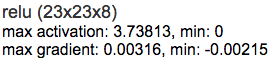 relu (23x23x8)
max activation: 3.73813, min: 0
max gradient: 0.00316, min: -0.00215